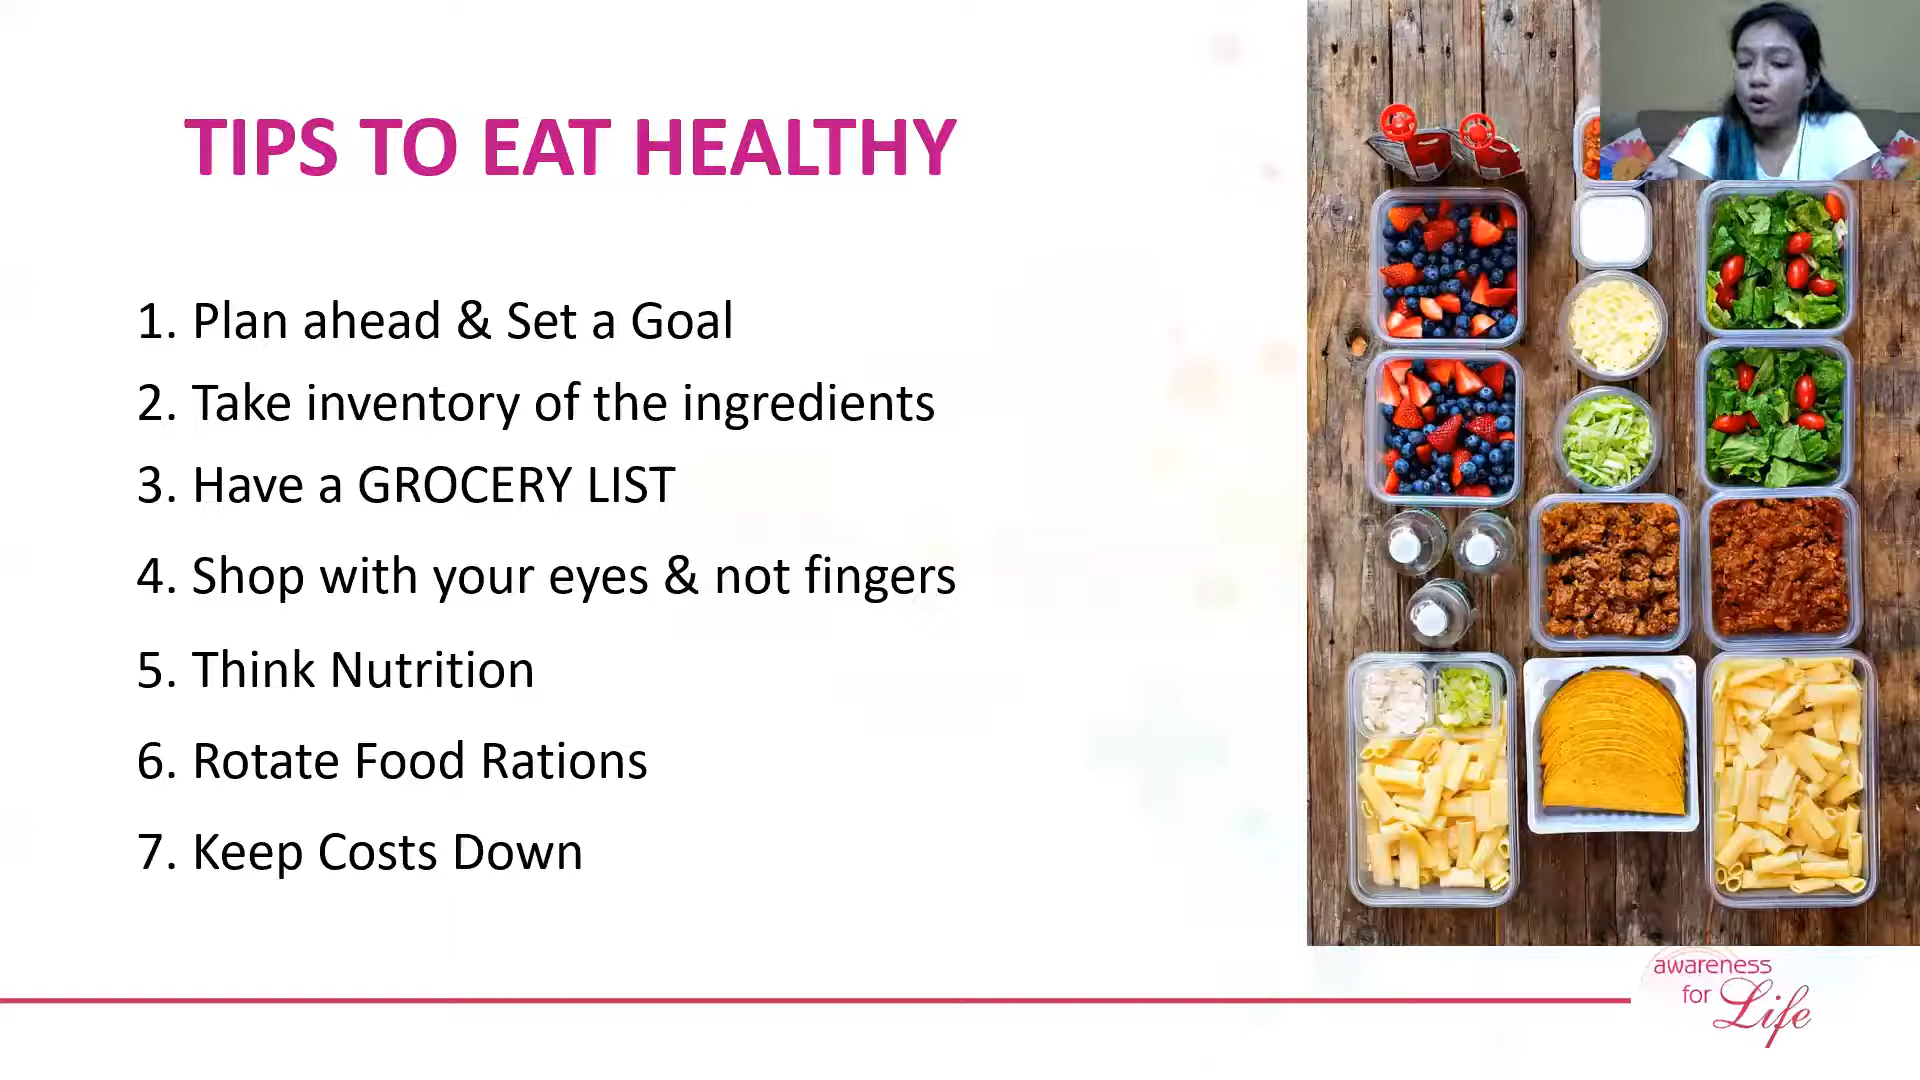 TIPS TO EAT HEALTHY
1. Plan ahead & Set a Goal
2. Take inventory of the ingredients
3. Have a GROCERY LIST
4. Shop with your eyes & not fingers
5. Think Nutrition
6. Rotate Food Rations
7. Keep Costs Down
awareness
for Life